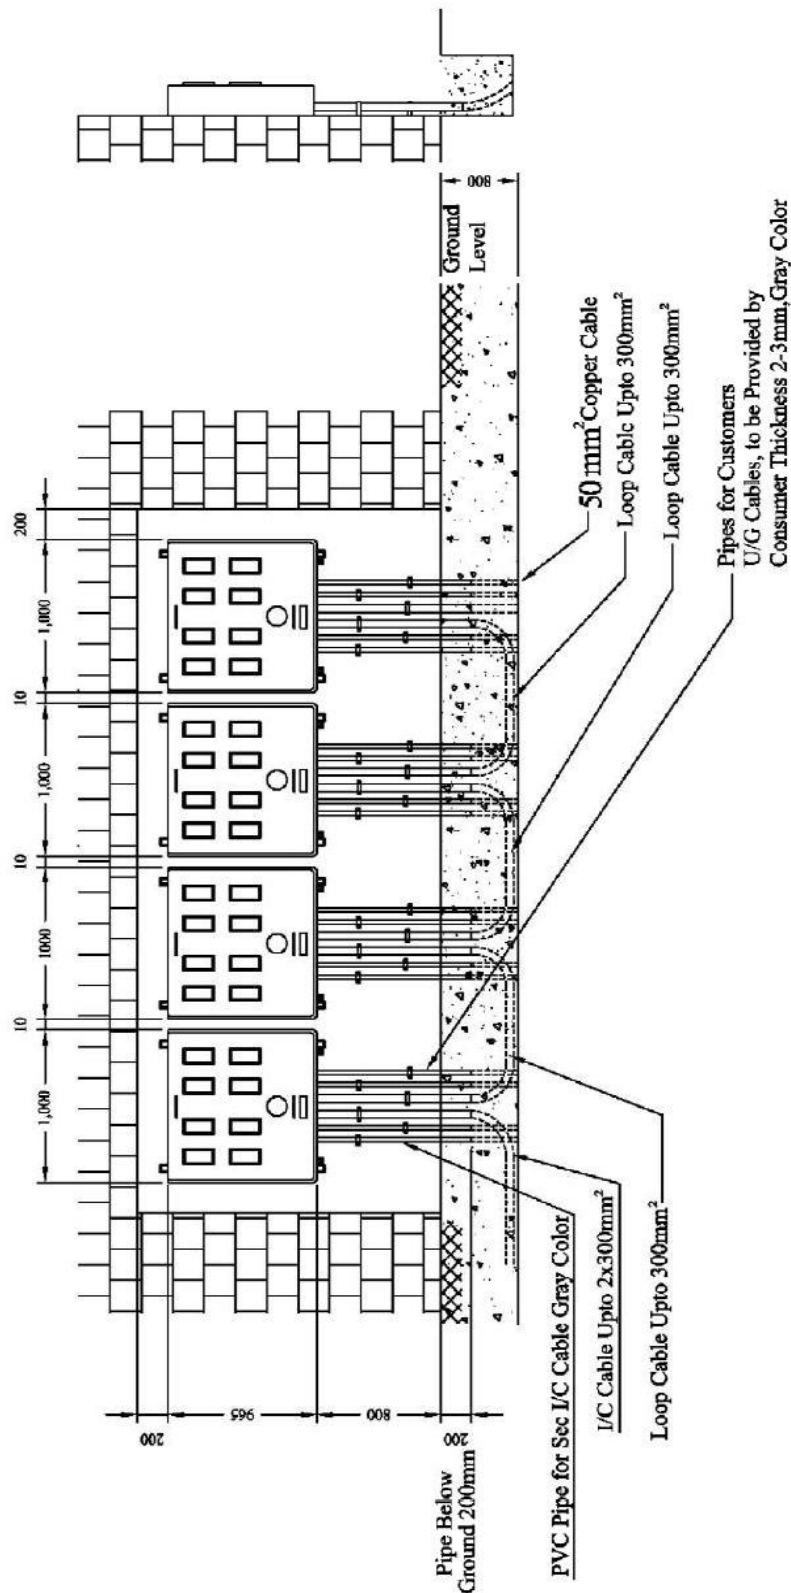 1,000
10
1000
10
1,000
10
1,000
200
200
965
800
200
Pipe Below
Ground 200mm
Ground
Level
800
PVC Pipe for Sec I/C Cable Gray Color
I/C Cable Upto 2x300mm²
Loop Cable Upto 300mm²
50 mm² Copper Cable
Loop Cable Upto 300mm²
Loop Cable Upto 300mm²
Pipes for Customers
U/G Cables, to be Provided by
Consumer Thickness 2-3mm,Gray Color